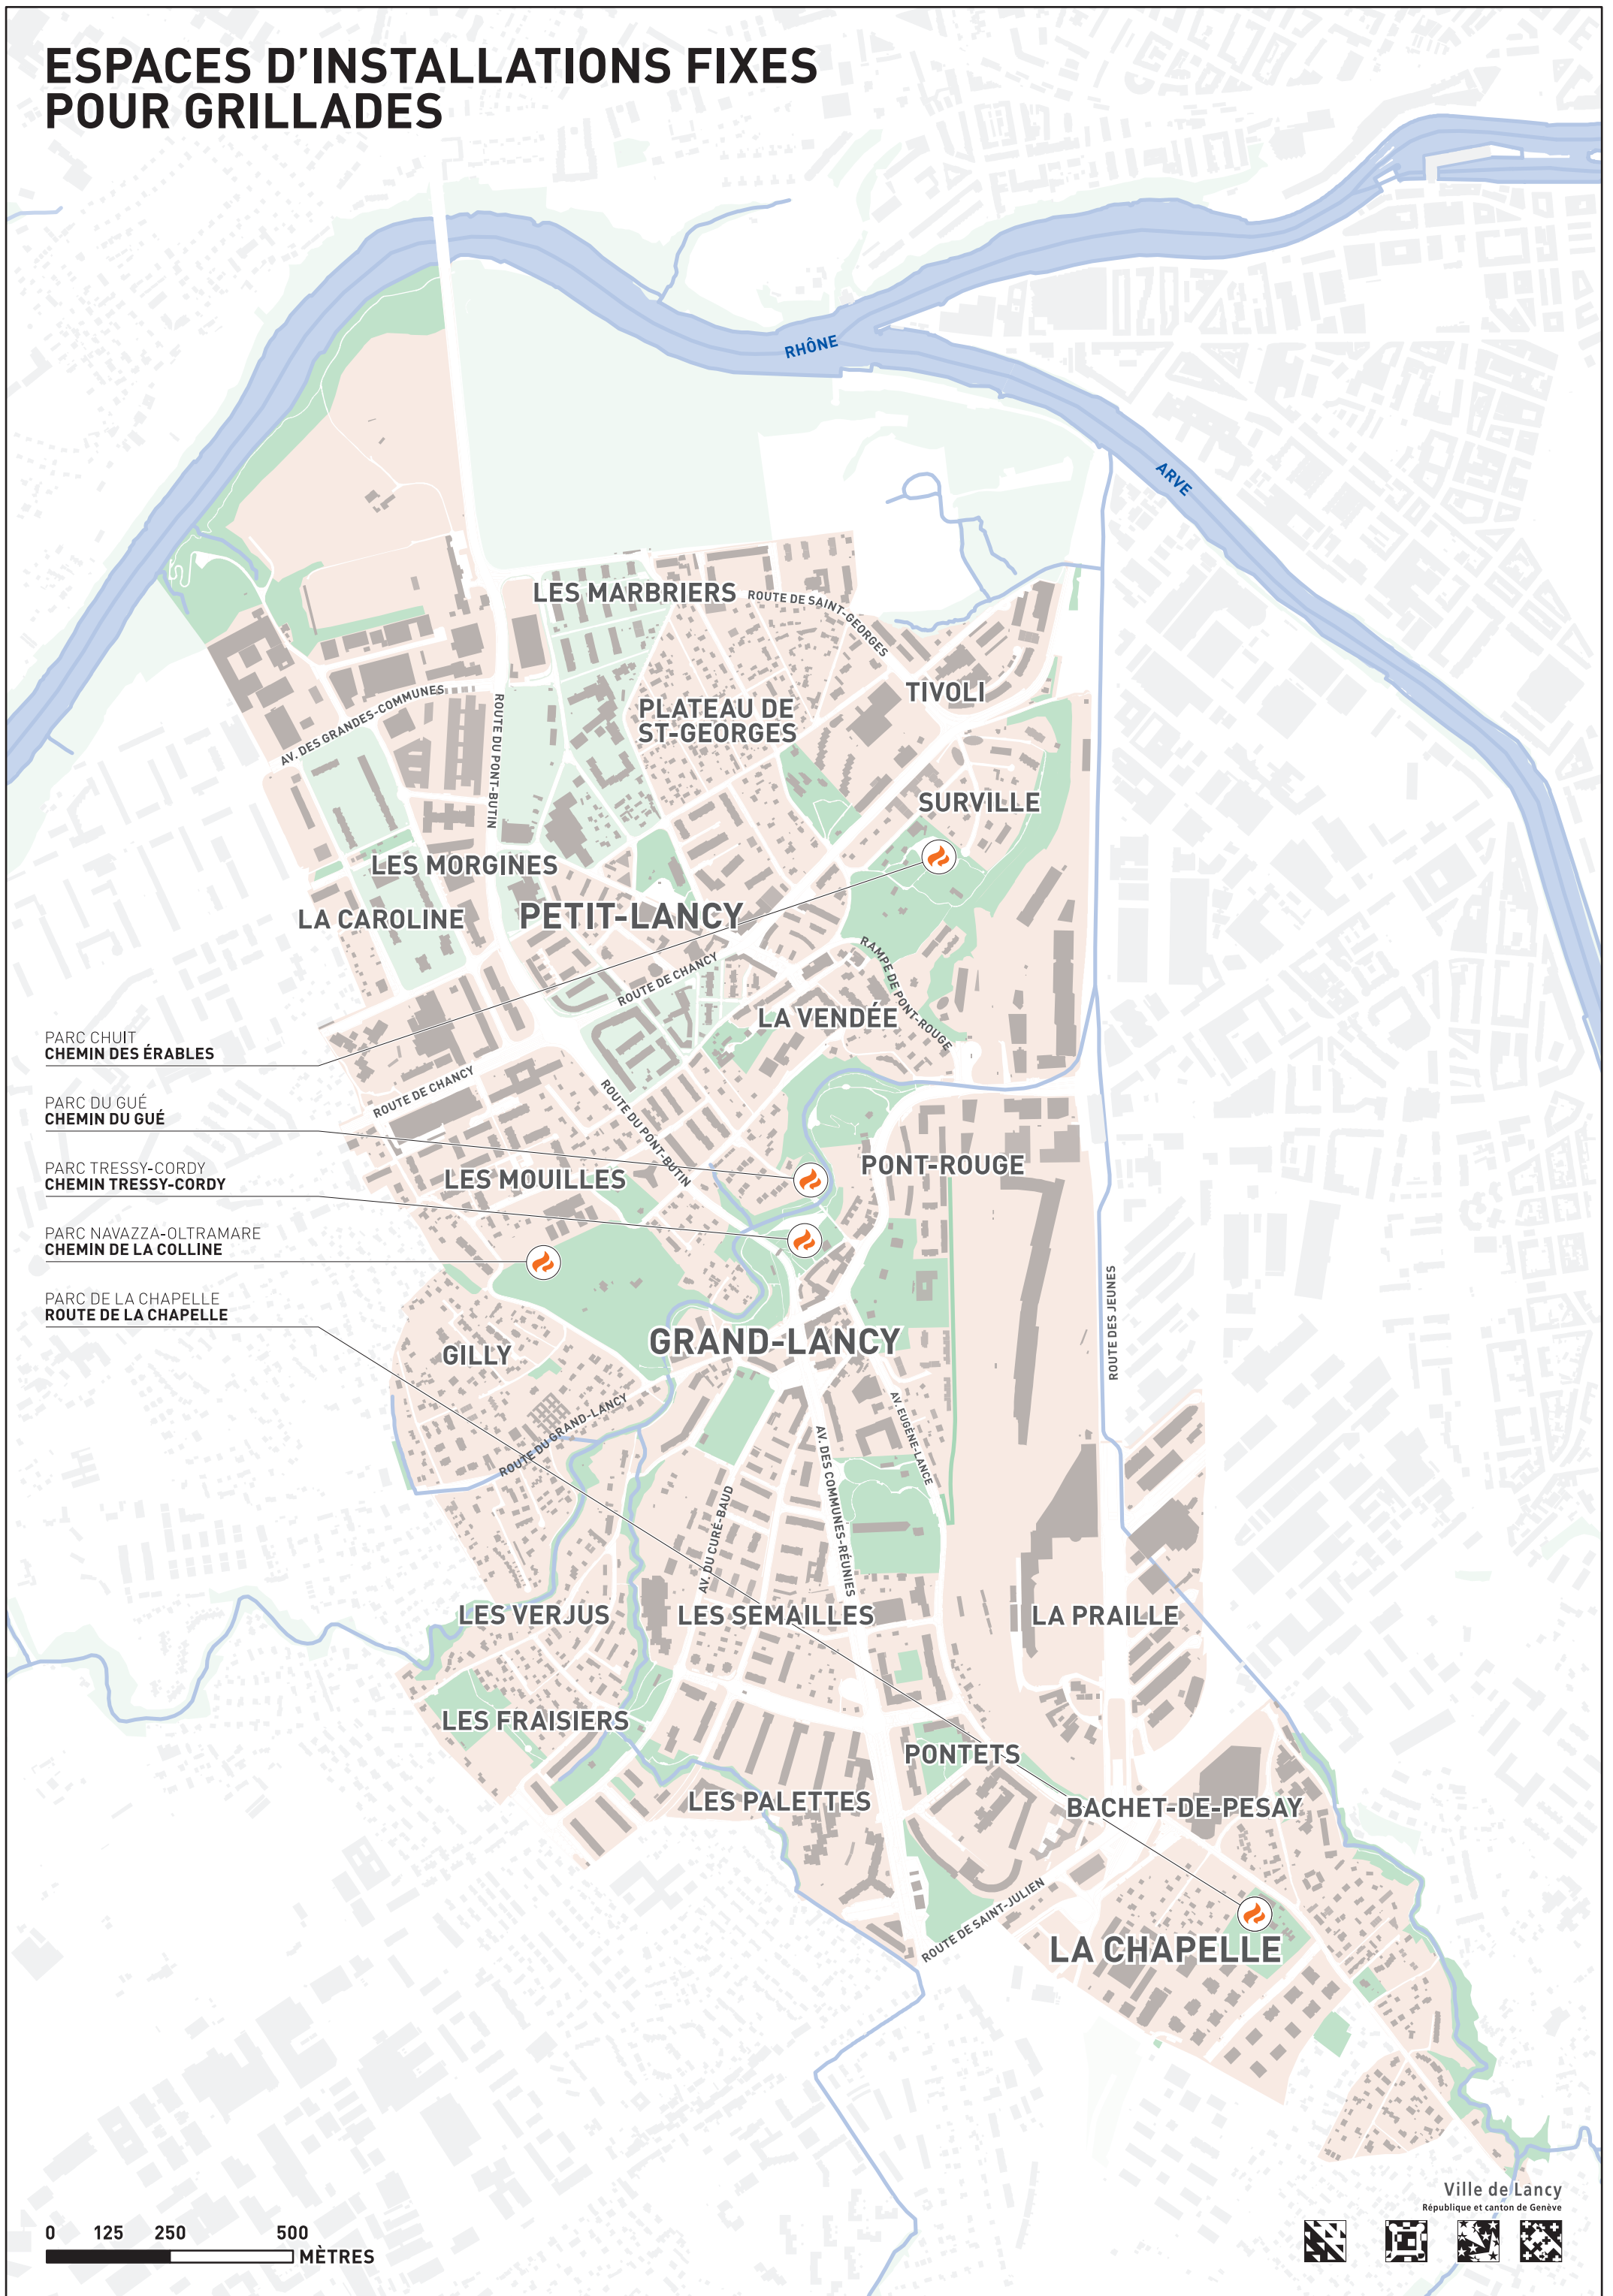 ESPACES D'INSTALLATIONS FIXES
POUR GRILLADES
RHÔNE
ARVE
LES MARBRIERS
ROUTE DE SAINT-GEORGES
TIVOLI
AV. DES GRANDES-COMMUNES
ROUTE DU PONT-BUTIN
PLATEAU DE
ST-GEORGES
SURVILLE
LES MORGINES
LA CAROLINE
PETIT-LANCY
RAMPE DE PONT-ROUGE
ROUTE DE CHANCY
LA VENDÉE
PARC CHUIT
CHEMIN DES ÉRABLES
ROUTE DE CHANCY
ROUTE DU PONT-BUTIN
PARC DU GUÉ
CHEMIN DU GUÉ
PONT-ROUGE
PARC TRESSY-CORDY
CHEMIN TRESSY-CORDY
LES MOUILLES
PARC NAVAZZA-OLTRAMARE
CHEMIN DE LA COLLINE
PARC DE LA CHAPELLE
ROUTE DE LA CHAPELLE
ROUTE DES JEUNES
GRAND-LANCY
GILLY
ROUTE DU GRAND-LANCY
AV. EUGÈNE-LANCE
AV. DES COMMUNES-RÉUNIES
AV. DU CURÉ-BAUD
LES VERJUS
LES SEMAILLES
LA PRAILLE
LES FRAISIERS
PONTETS
LES PALETTES
BACHET-DE-PESAY
ROUTE DE SAINT-JULIEN
LA CHAPELLE
Ville de Lancy
République et canton de Genève
0 125 250 500
MÈTRES